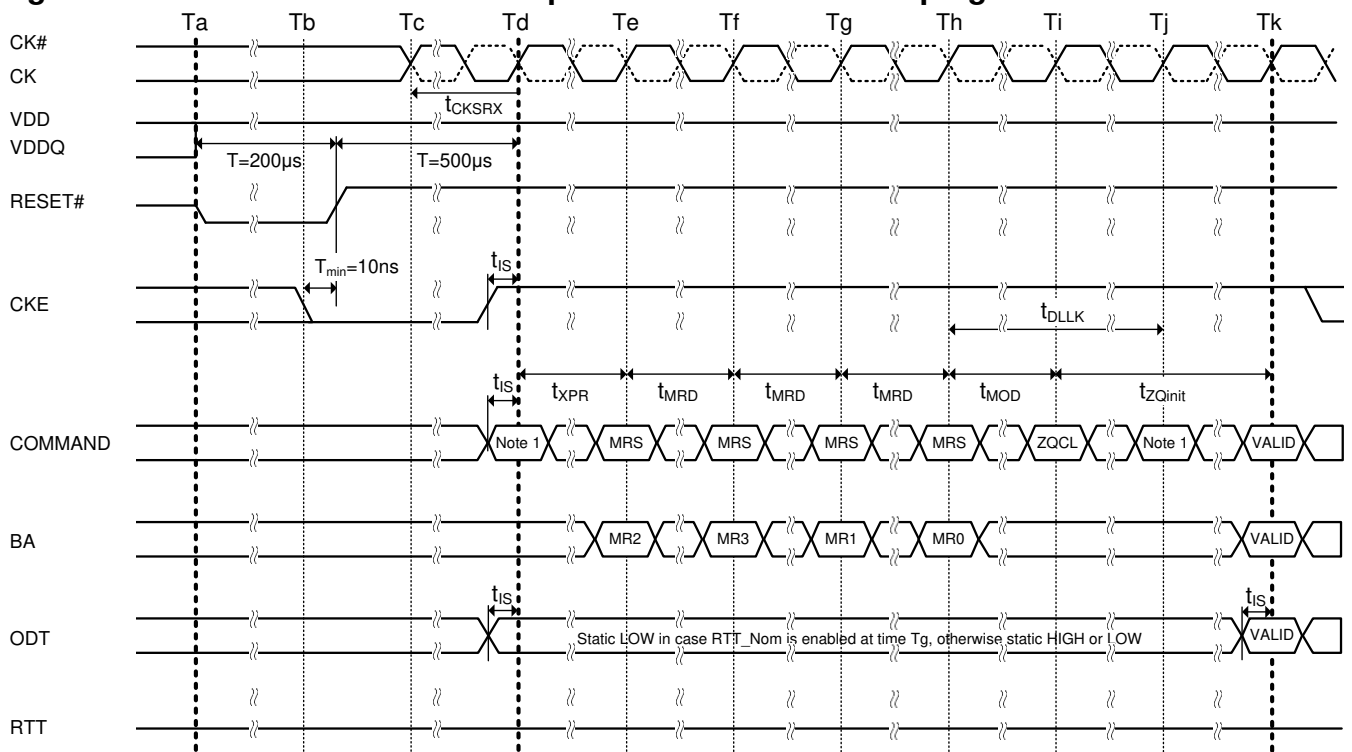 Ta Tb Tc Td Te Tf Tg Th Ti Tj Tk
CK#
CK
tCKSRX
VDD
VDDQ
T=200µs T=500µs
RESET#
Tmin=10ns tIS
CKE
tDLLK
tIS tXPR tMRD tMRD tMRD tMOD tZQinit
COMMAND Note 1 MRS MRS MRS MRS ZQCL Note 1 VALID
BA MR2 MR3 MR1 MR0 VALID
tIS tIS
ODT Static LOW in case RTT_Nom is enabled at time Tg, otherwise static HIGH or LOW VALID
RTT